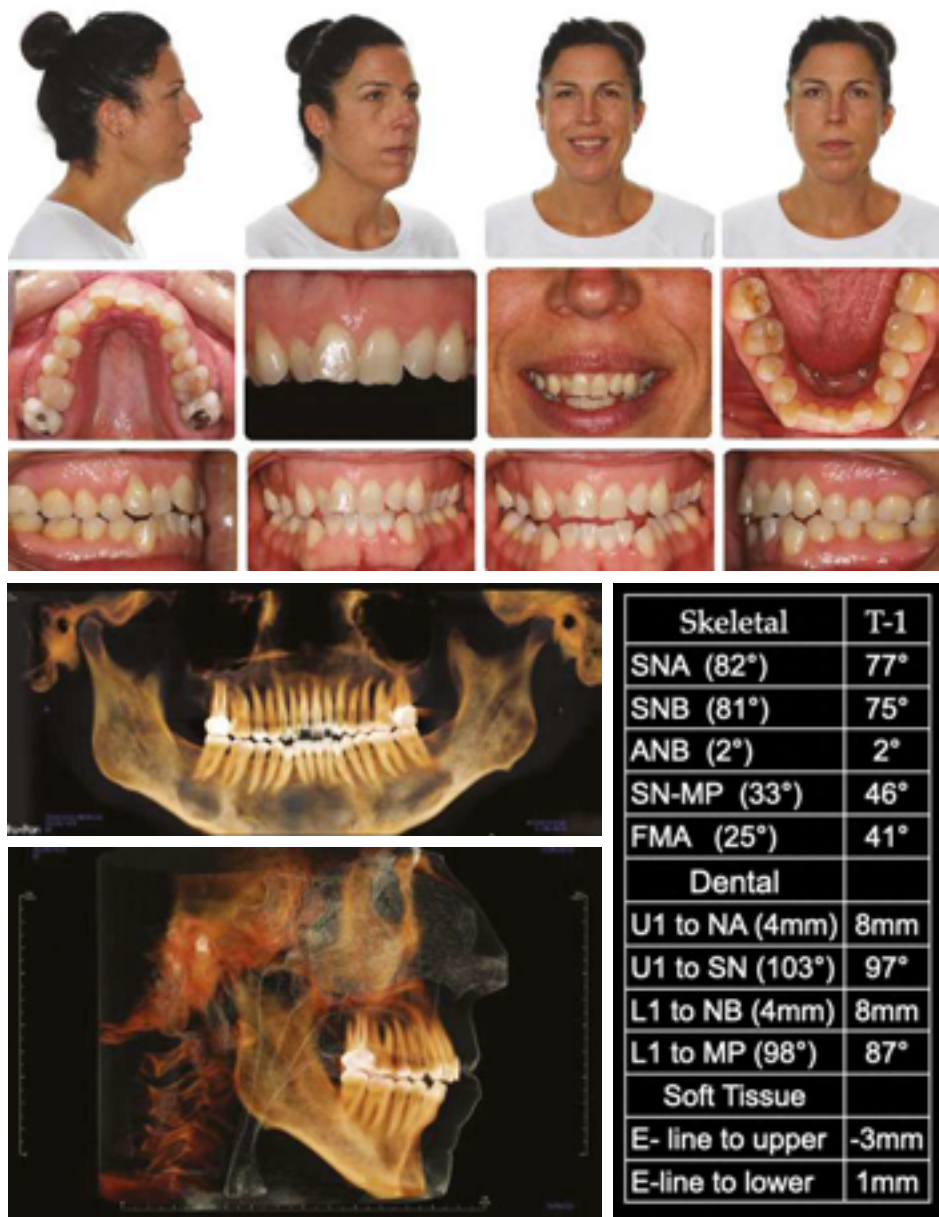 Skeletal T-1
SNA (82°) 77°
SNB (81°) 75°
ANB (2°) 2°
SN-MP (33°) 46°
FMA (25°) 41°
Dental
U1 to NA (4mm) 8mm
U1 to SN (103°) 97°
L1 to NB (4mm) 8mm
L1 to MP (98°) 87°
Soft Tissue
E- line to upper -3mm
E-line to lower 1mm